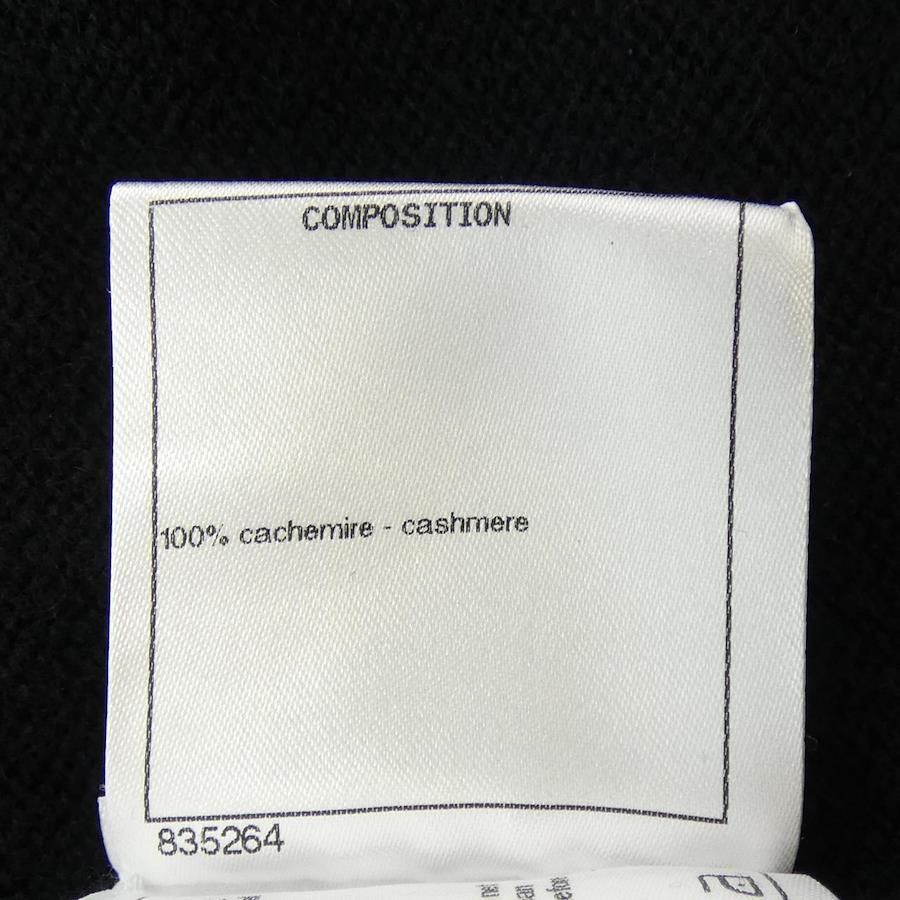 COMPOSITION
100% cachemire - cashmere
835264